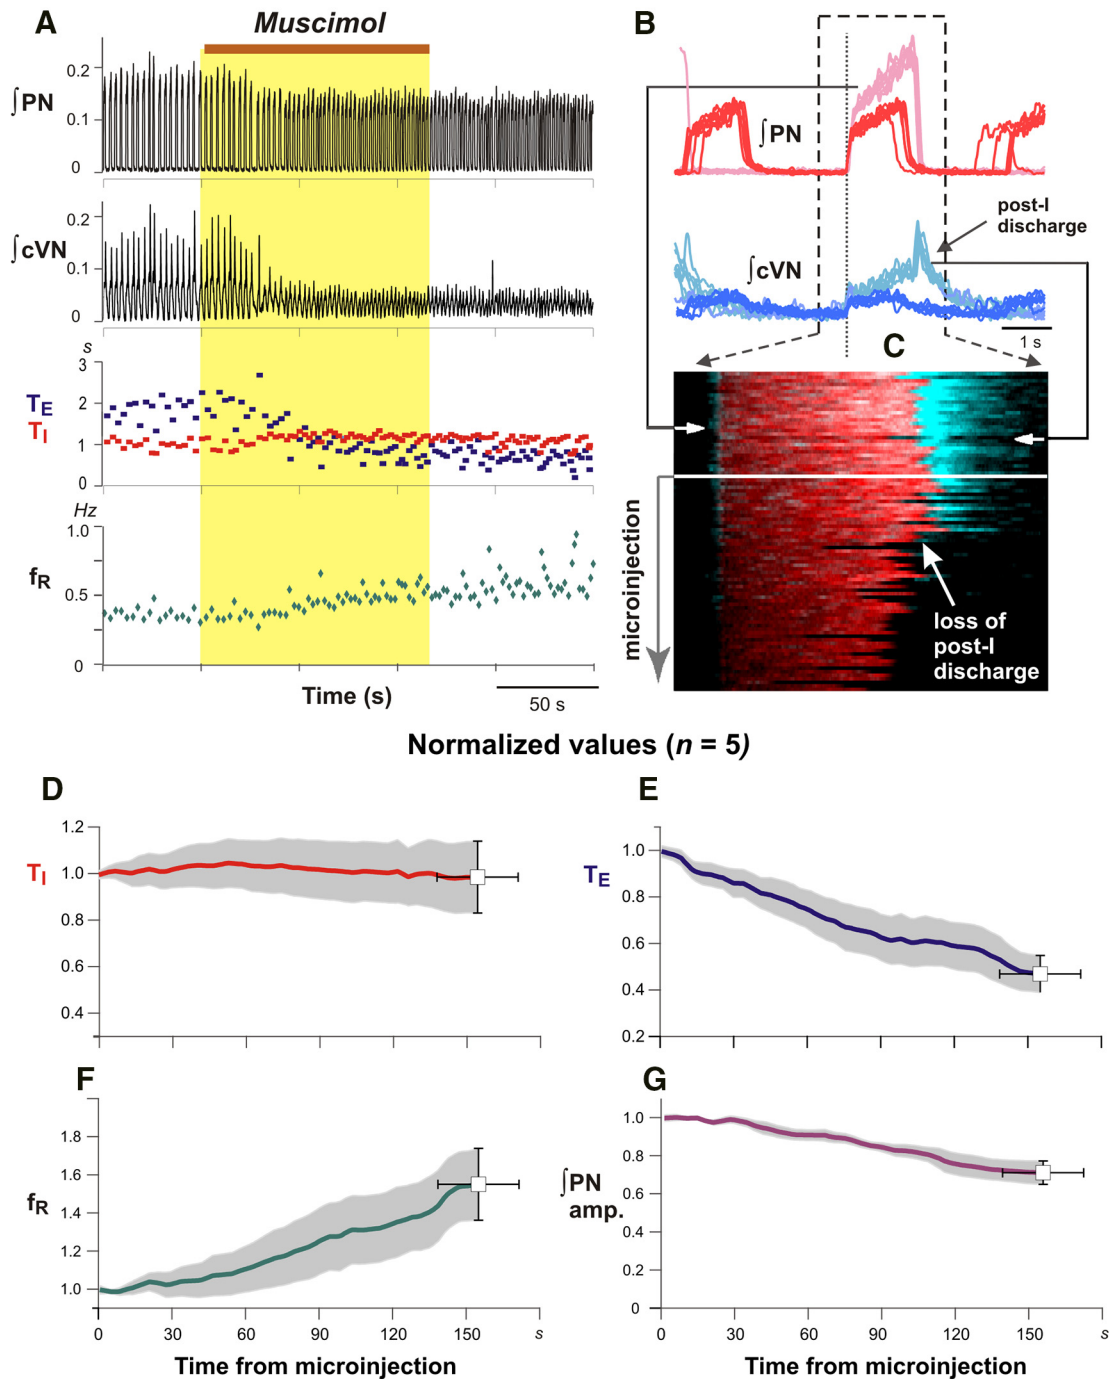 A
Muscimol
∫PN
0.2
0.1
0
∫cVN
0.2
0.1
0
s
3
2
1
0
TE
TI
Hz
1.0
0.5
0
fR
Time (s)
50 s
B
∫PN
∫cVN
post-I
discharge
1 s
C
microinjection
loss of
post-I
discharge
Normalized values (n = 5)
D
TI
1.2
1.0
0.8
0.6
0.4
E
TE
1.0
0.8
0.6
0.4
0.2
F
fR
1.8
1.6
1.4
1.2
1.0
0 30 60 90 120 150 s
Time from microinjection
G
∫PN
amp.
1.0
0.8
0.6
0.4
0.2
0
0 30 60 90 120 150 s
Time from microinjection